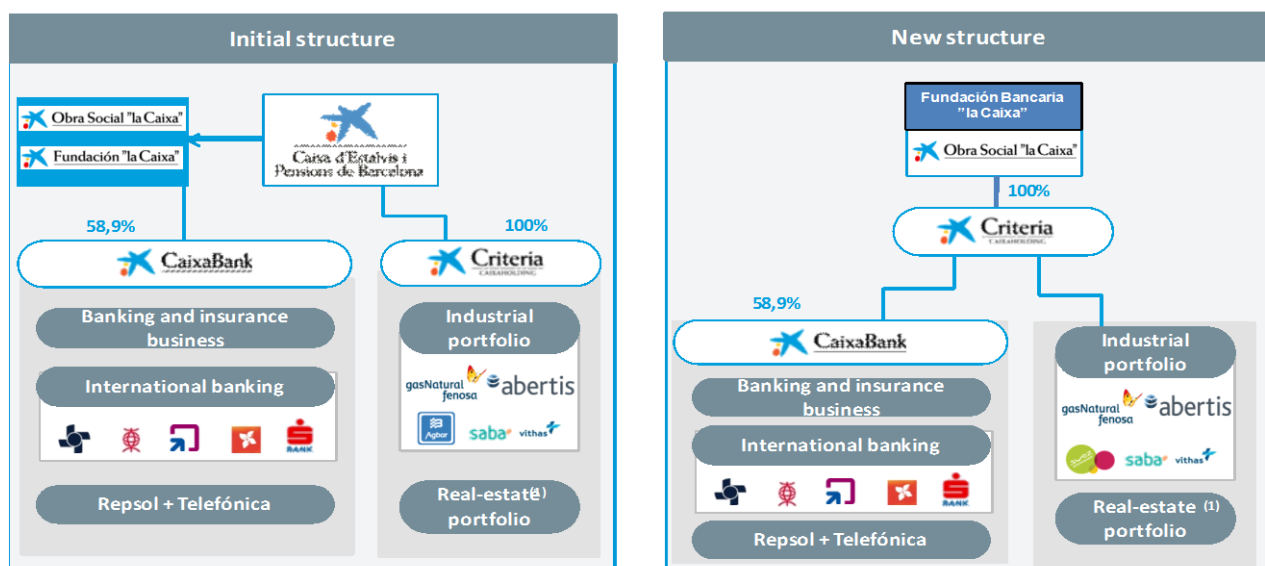 Initial structure
Obra Social "la Caixa"
Fundación "la Caixa"
Caixa d'Estalvis i
Pensions de Barcelona
58,9%
100%
CaixaBank
Criteria
CAIXAHOLDING
Banking and insurance
business
International banking
BANK
Repsol + Telefónica
Industrial
portfolio
gasNatural
fenosa
abertis
Agbar
saba
vithas
Real-estate (1)
portfolio
New structure
Fundación Bancaria
"la Caixa"
Obra Social "la Caixa"
100%
Criteria
CAIXAHOLDING
58,9%
CaixaBank
Banking and insurance
business
International banking
BANK
Repsol + Telefónica
Industrial
portfolio
gasNatural
fenosa
abertis
saba
vithas
Real-estate (1)
portfolio